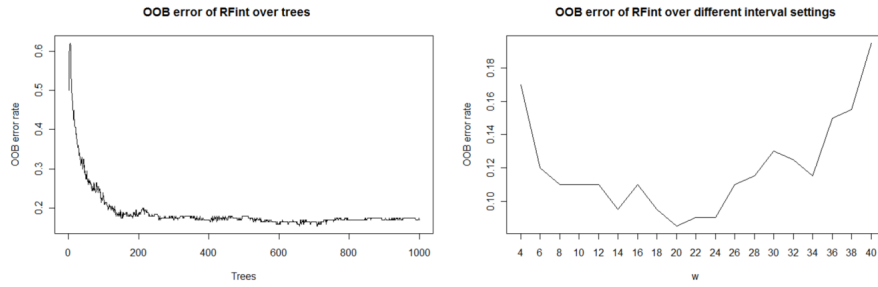 OOB error of RFint over trees
OOB error rate
0.6
0.5
0.4
0.3
0.2
0 200 400 600 800 1000
Trees
OOB error of RFint over different interval settings
OOB error rate
0.18
0.16
0.14
0.12
0.10
4 6 8 10 12 14 16 18 20 22 24 26 28 30 32 34 36 38 40
w